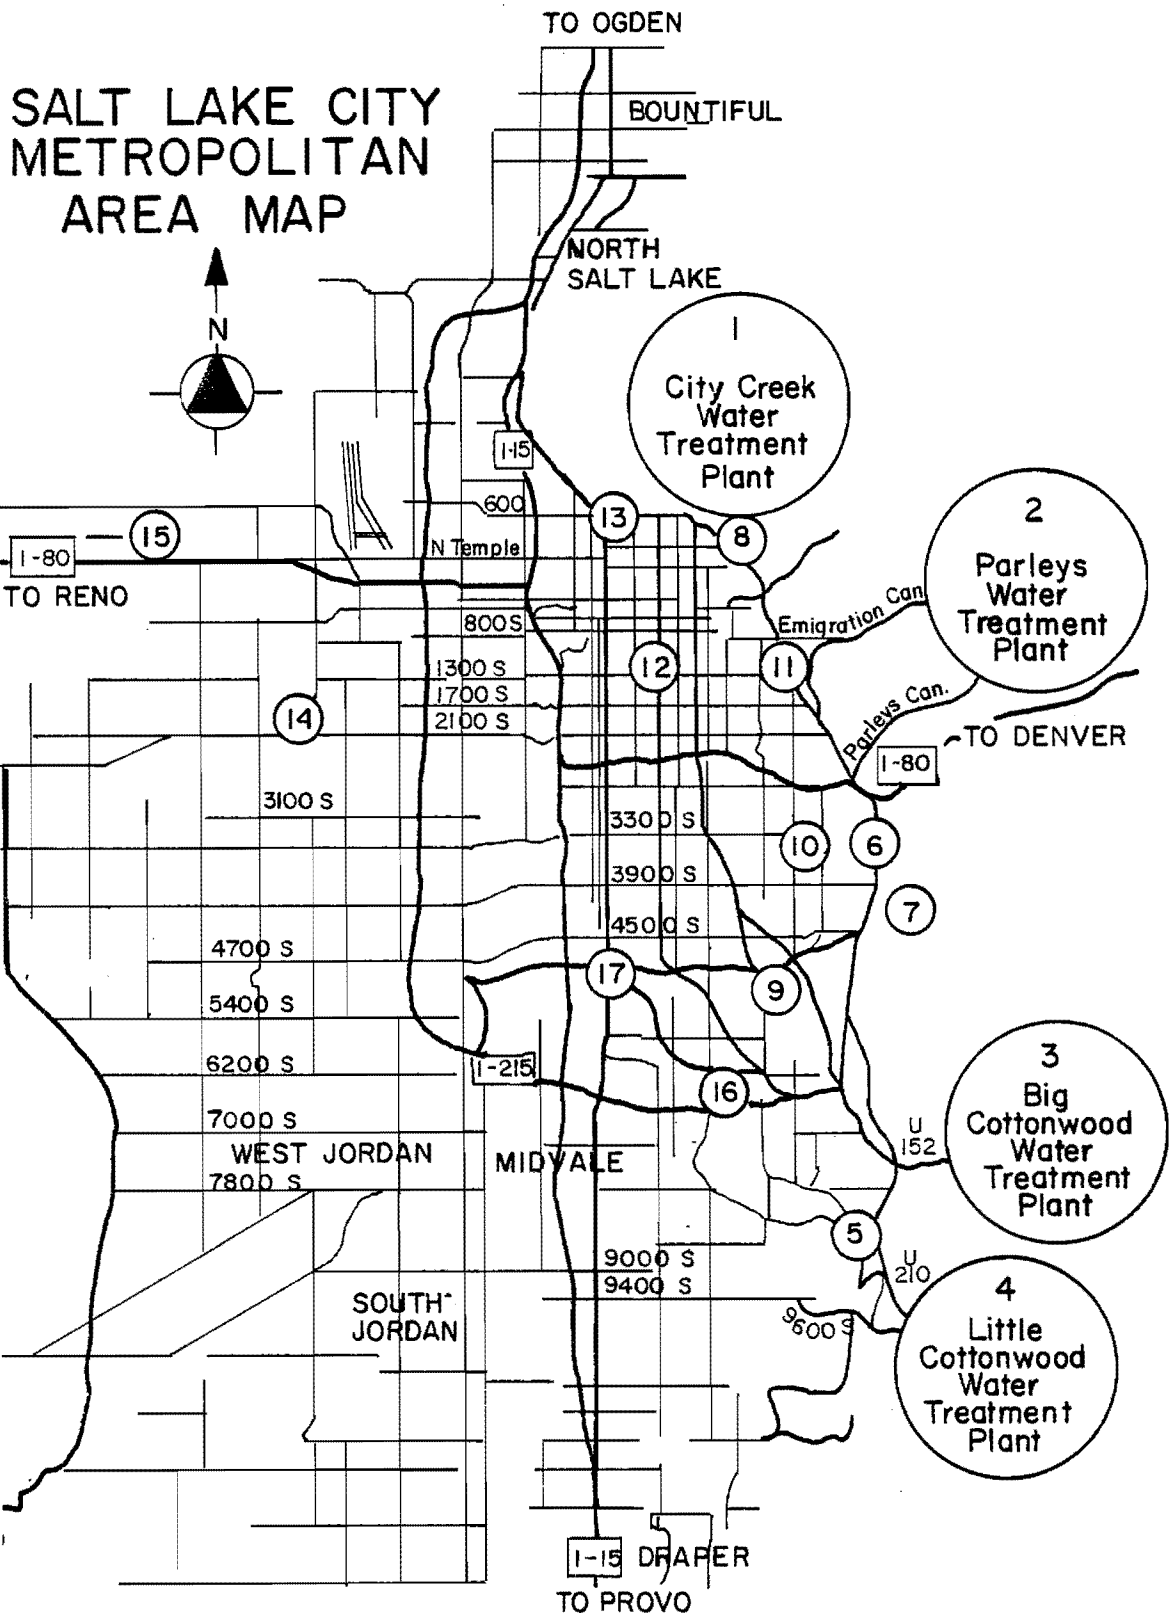 TO OGDEN
SALT LAKE CITY
METROPOLITAN
AREA MAP
BOUNTIFUL
NORTH
SALT LAKE
N
1
City Creek
Water
Treatment
Plant
I-15
2
Parleys
Water
Treatment
Plant
600
13
8
15
I-80
TO RENO
N Temple
Emigration Can.
800 S
12
11
1300 S
1700 S
2100 S
14
Parleys Can.
TO DENVER
I-80
3100 S
3300 S
10
6
3900 S
7
4500 S
4700 S
17
9
5400 S
6200 S
I-215
16
3
Big
Cottonwood
Water
Treatment
Plant
7000 S
U
152
WEST JORDAN
MIDVALE
7800 S
5
9000 S
U
210
9400 S
9600 S
SOUTH
JORDAN
4
Little
Cottonwood
Water
Treatment
Plant
I-15
DRAPER
TO PROVO